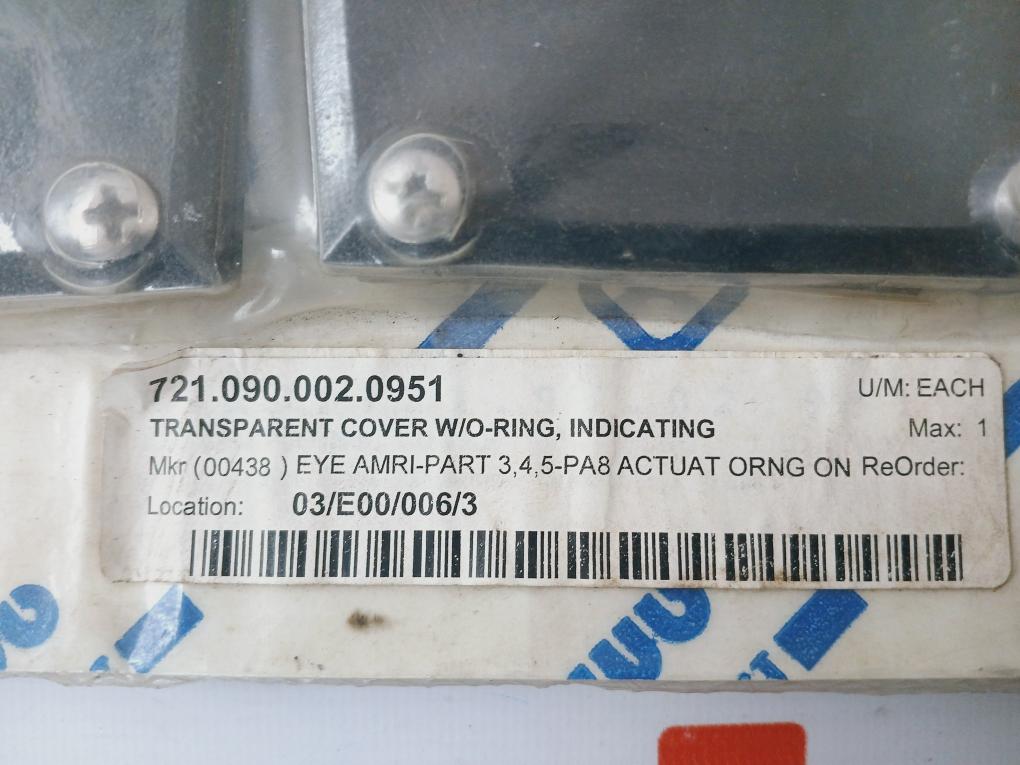 721.090.002.0951 U/M: EACH
TRANSPARENT COVER W/O-RING, INDICATING Max: 1
Mkr (00438 ) EYE AMRI-PART 3,4,5-PA8 ACTUAT ORNG ON ReOrder:
Location: 03/E00/006/3